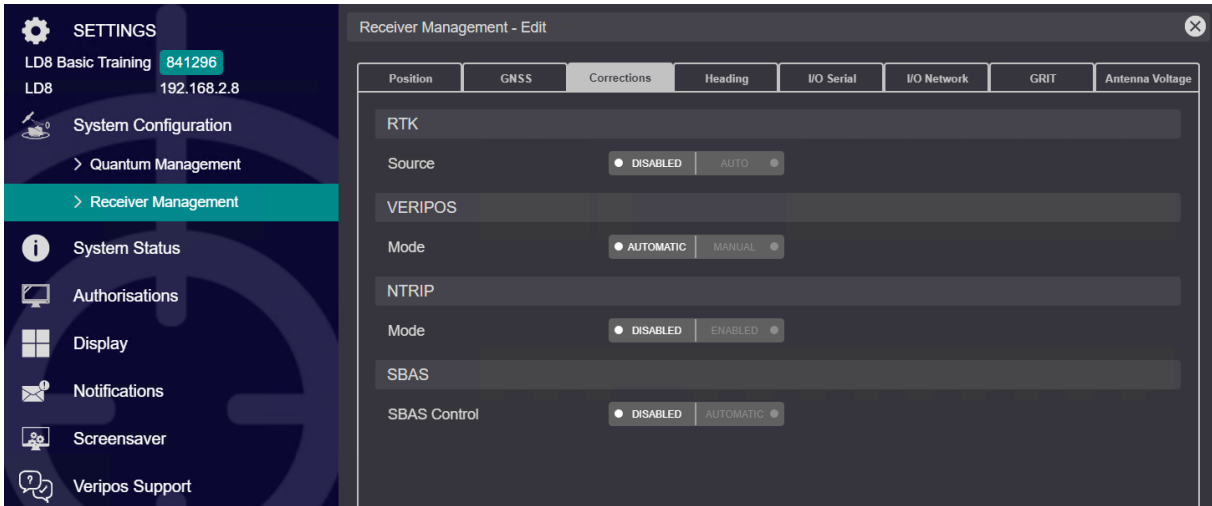 SETTINGS
LD8 Basic Training 841296
LD8 192.168.2.8
System Configuration
> Quantum Management
> Receiver Management
System Status
Authorisations
Display
Notifications
Screensaver
Veripos Support
Receiver Management - Edit
Position GNSS Corrections Heading I/O Serial I/O Network GRIT Antenna Voltage
RTK
Source DISABLED AUTO
VERIPOS
Mode AUTOMATIC MANUAL
NTRIP
Mode DISABLED ENABLED
SBAS
SBAS Control DISABLED AUTOMATIC